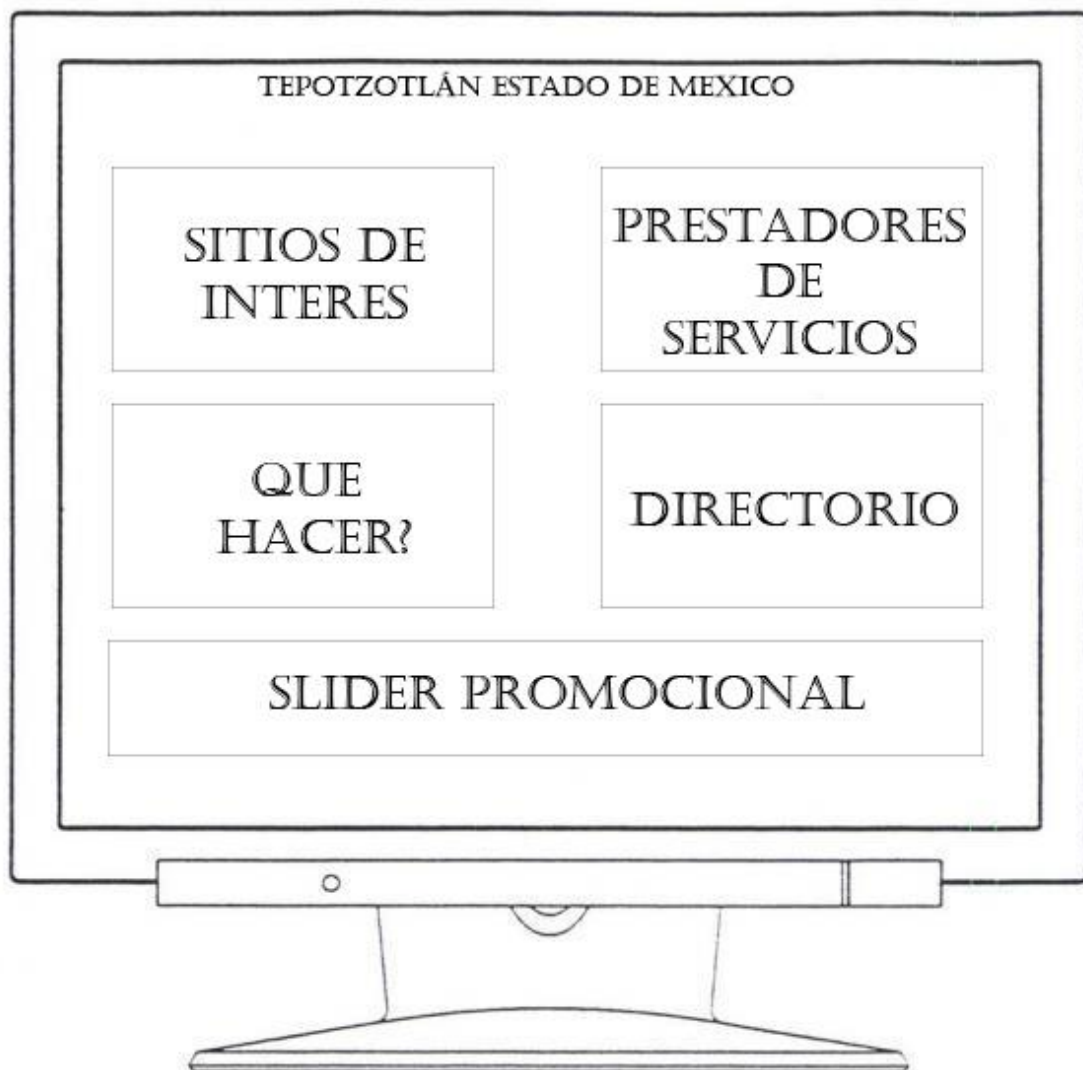 TEPOTZOTLÁN ESTADO DE MEXICO
SITIOS DE
INTERES
PRESTADORES
DE
SERVICIOS
QUE
HACER?
DIRECTORIO
SLIDER PROMOCIONAL